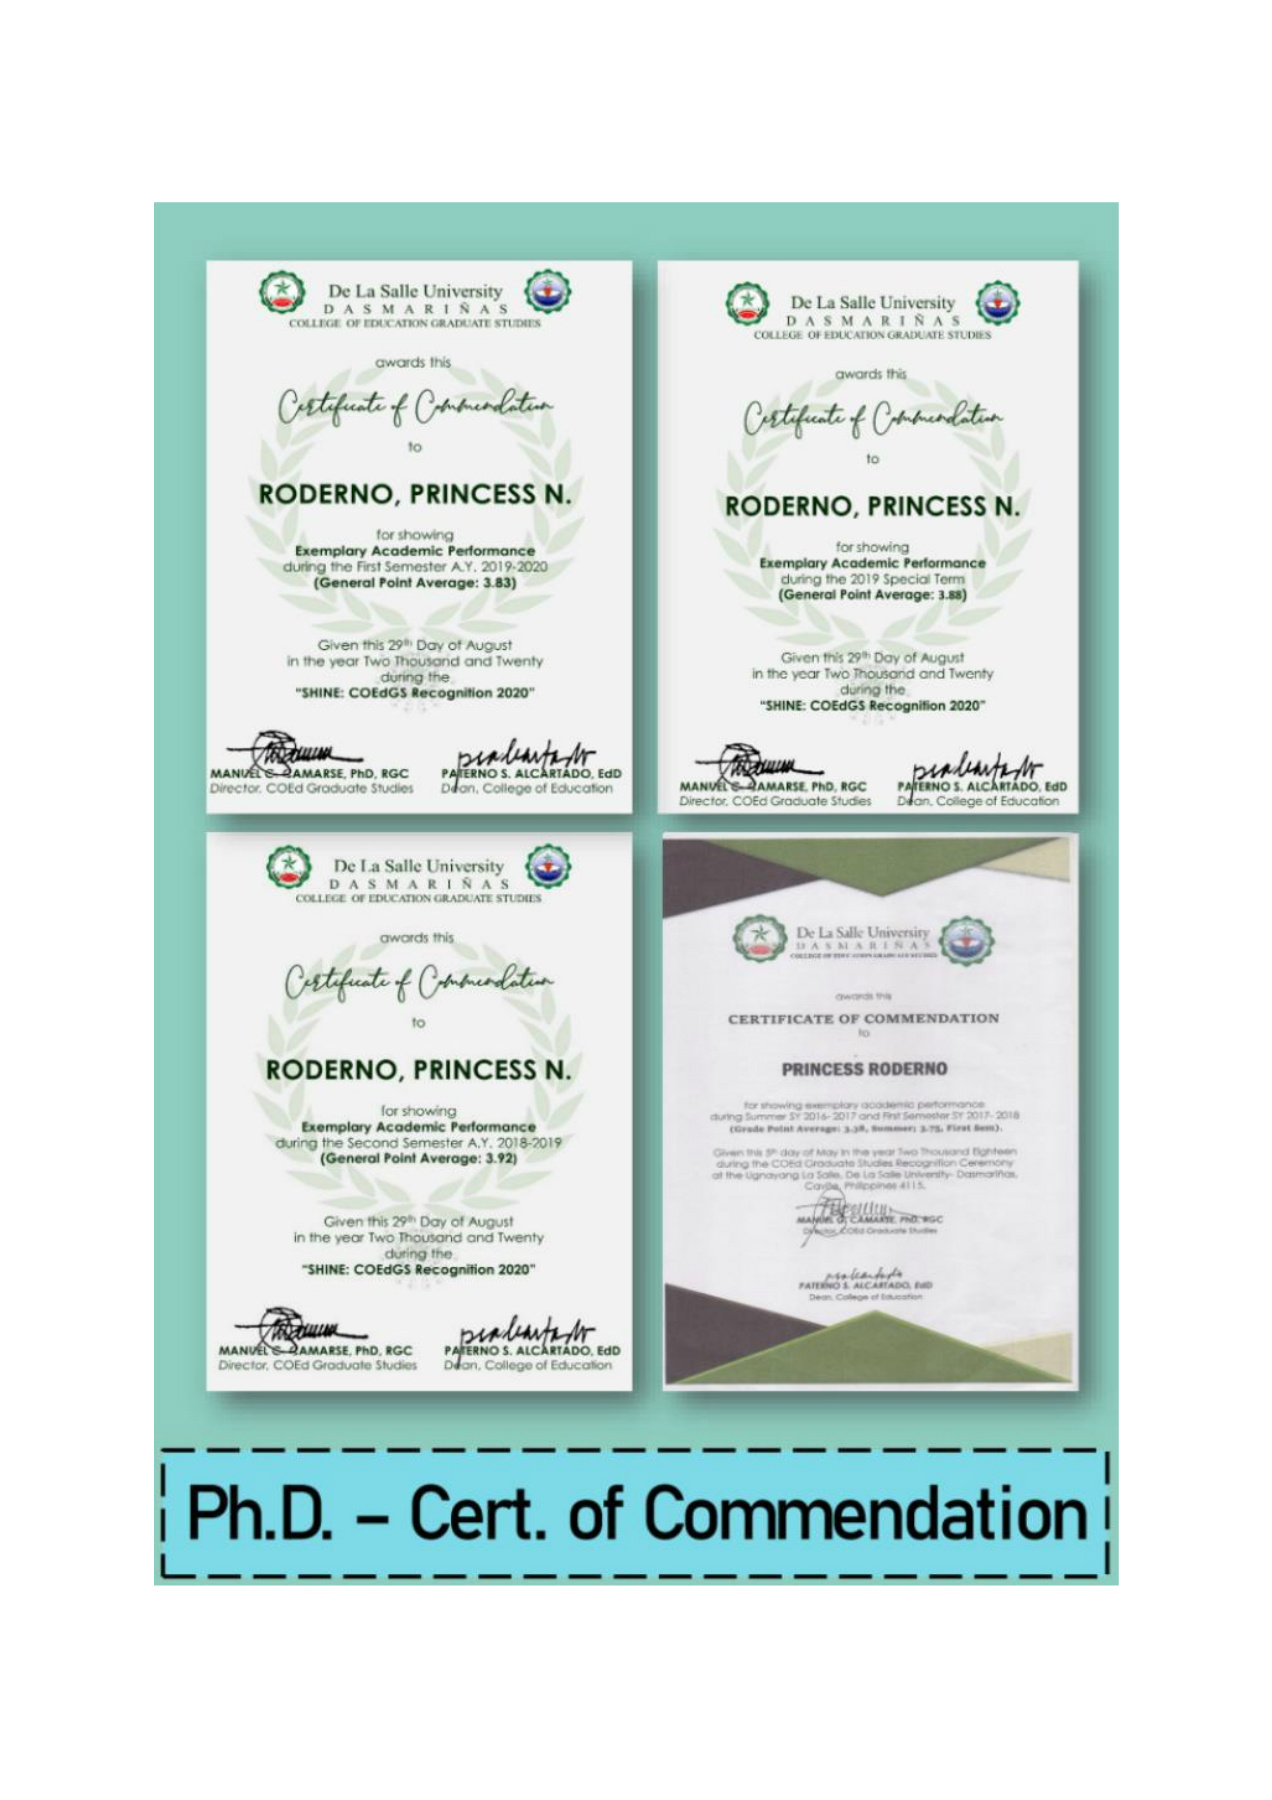 De La Salle University
DASMARIÑAS
COLLEGE OF EDUCATION GRADUATE STUDIES
awards this
Certificate of Commendation
to
RODERNO, PRINCESS N.
for showing
Exemplary Academic Performance
during the First Semester A.Y. 2019-2020
(General Point Average: 3.83)
Given this 29th Day of August
in the year Two Thousand and Twenty
during the
"SHINE: COEdGS Recognition 2020"
MANUEL G. CAMARSE, PhD, RGC
Director, COEd Graduate Studies
PATERNO S. ALCARTADO, EdD
Dean, College of Education
De La Salle University
DASMARIÑAS
COLLEGE OF EDUCATION GRADUATE STUDIES
awards this
Certificate of Commendation
to
RODERNO, PRINCESS N.
for showing
Exemplary Academic Performance
during the 2019 Special Term
(General Point Average: 3.88)
Given this 29th Day of August
in the year Two Thousand and Twenty
during the
"SHINE: COEdGS Recognition 2020"
MANUEL G. CAMARSE, PhD, RGC
Director, COEd Graduate Studies
PATERNO S. ALCARTADO, EdD
Dean, College of Education
De La Salle University
DASMARIÑAS
COLLEGE OF EDUCATION GRADUATE STUDIES
awards this
Certificate of Commendation
to
RODERNO, PRINCESS N.
for showing
Exemplary Academic Performance
during the Second Semester A.Y. 2018-2019
(General Point Average: 3.92)
Given this 29th Day of August
in the year Two Thousand and Twenty
during the
"SHINE: COEdGS Recognition 2020"
MANUEL G. CAMARSE, PhD, RGC
Director, COEd Graduate Studies
PATERNO S. ALCARTADO, EdD
Dean, College of Education
De La Salle University
DASMARIÑAS
COLLEGE OF EDUCATION GRADUATE STUDIES
awards this
CERTIFICATE OF COMMENDATION
to
PRINCESS RODERNO
for showing exemplary academic performance
during Summer SY 2016- 2017 and First Semester SY 2017- 2018
(Grade Point Average: 3.38, Summer; 3.75, First Sem).
Given this 5th day of May in the year Two Thousand Eighteen
during the COEd Graduate Studies Recognition Ceremony
at the Ugnayang La Salle, De La Salle University- Dasmariñas,
Cavite, Philippines 4115.
MANUEL G. CAMARSE, PhD, RGC
Director, COEd Graduate Studies
PATERNO S. ALCARTADO, EdD
Dean, College of Education
Ph.D. – Cert. of Commendation